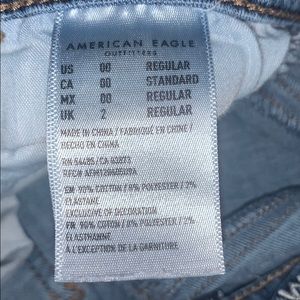 AMERICAN EAGLE
OUTFITTERS
US 00 REGULAR
CA 00 STANDARD
MX 00 REGULAR
UK 2 REGULAR
MADE IN CHINA / FABRIQUÉ EN CHINE /
HECHO EN CHINA
RN 54485/CA
EN 90% COTTON / 8% POLYESTER / 2%
ELASTANE
EXCLUSIVE OF DECORATION
FR 90% COTON / 8% POLYESTER / 2%
ÉLASTHANNE
À L'EXCEPTION DE LA GARNITURE